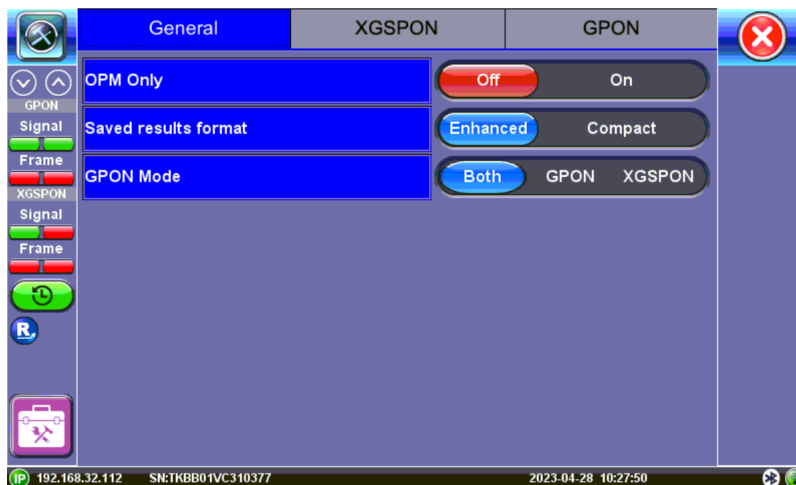 General XGSPON GPON
OPM Only Off On
GPON
Signal
Saved results format Enhanced Compact
Frame
GPON Mode Both GPON XGSPON
XGSPON
Signal
Frame
R
IP 192.168.32.112 SN:TKBB01VC310377 2023-04-28 10:27:50